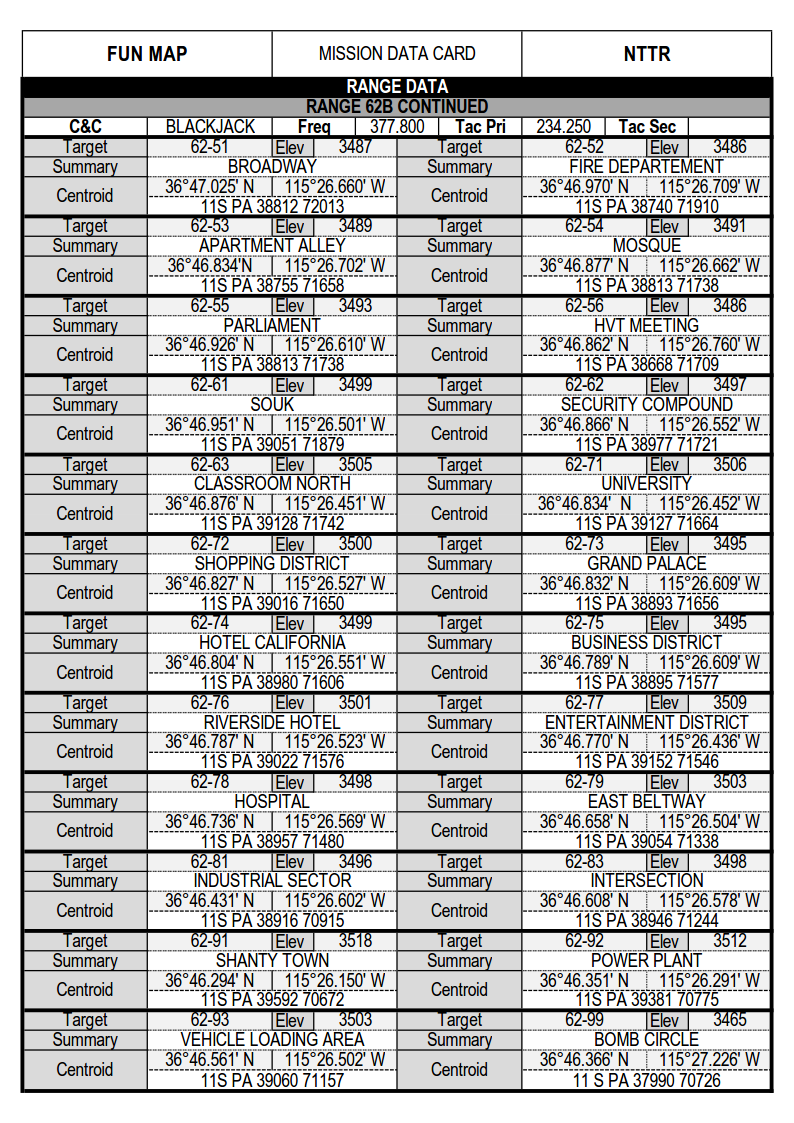 FUN MAP MISSION DATA CARD NTTR
RANGE DATA
RANGE 62B CONTINUED
C&C BLACKJACK Freq 377.800 Tac Pri 234.250 Tac Sec
Target 62-51 Elev 3487 Target 62-52 Elev 3486
Summary BROADWAY Summary FIRE DEPARTEMENT
Centroid 36°47.025' N 115°26.660' W Centroid 36°46.970' N 115°26.709' W
11S PA 38812 72013 11S PA 38740 71910
Target 62-53 Elev 3489 Target 62-54 Elev 3491
Summary APARTMENT ALLEY Summary MOSQUE
Centroid 36°46.834'N 115°26.702' W Centroid 36°46.877' N 115°26.662' W
11S PA 38755 71658 11S PA 38813 71738
Target 62-55 Elev 3493 Target 62-56 Elev 3486
Summary PARLIAMENT Summary HVT MEETING
Centroid 36°46.926' N 115°26.610' W Centroid 36°46.862' N 115°26.760' W
11S PA 38813 71738 11S PA 38668 71709
Target 62-61 Elev 3499 Target 62-62 Elev 3497
Summary SOUK Summary SECURITY COMPOUND
Centroid 36°46.951' N 115°26.501' W Centroid 36°46.866' N 115°26.552' W
11S PA 39051 71879 11S PA 38977 71721
Target 62-63 Elev 3505 Target 62-71 Elev 3506
Summary CLASSROOM NORTH Summary UNIVERSITY
Centroid 36°46.876' N 115°26.451' W Centroid 36°46.834' N 115°26.452' W
11S PA 39128 71742 11S PA 39127 71664
Target 62-72 Elev 3500 Target 62-73 Elev 3495
Summary SHOPPING DISTRICT Summary GRAND PALACE
Centroid 36°46.827' N 115°26.527' W Centroid 36°46.832' N 115°26.609' W
11S PA 39016 71650 11S PA 38893 71656
Target 62-74 Elev 3499 Target 62-75 Elev 3495
Summary HOTEL CALIFORNIA Summary BUSINESS DISTRICT
Centroid 36°46.804' N 115°26.551' W Centroid 36°46.789' N 115°26.609' W
11S PA 38980 71606 11S PA 38895 71577
Target 62-76 Elev 3501 Target 62-77 Elev 3509
Summary RIVERSIDE HOTEL Summary ENTERTAINMENT DISTRICT
Centroid 36°46.787' N 115°26.523' W Centroid 36°46.770' N 115°26.436' W
11S PA 39022 71576 11S PA 39152 71546
Target 62-78 Elev 3498 Target 62-79 Elev 3503
Summary HOSPITAL Summary EAST BELTWAY
Centroid 36°46.736' N 115°26.569' W Centroid 36°46.658' N 115°26.504' W
11S PA 38957 71480 11S PA 39054 71338
Target 62-81 Elev 3496 Target 62-83 Elev 3498
Summary INDUSTRIAL SECTOR Summary INTERSECTION
Centroid 36°46.431' N 115°26.602' W Centroid 36°46.608' N 115°26.578' W
11S PA 38916 70915 11S PA 38946 71244
Target 62-91 Elev 3518 Target 62-92 Elev 3512
Summary SHANTY TOWN Summary POWER PLANT
Centroid 36°46.294' N 115°26.150' W Centroid 36°46.351' N 115°26.291' W
11S PA 39592 70672 11S PA 39381 70775
Target 62-93 Elev 3503 Target 62-99 Elev 3465
Summary VEHICLE LOADING AREA Summary BOMB CIRCLE
Centroid 36°46.561' N 115°26.502' W Centroid 36°46.366' N 115°27.226' W
11S PA 39060 71157 11 S PA 37990 70726